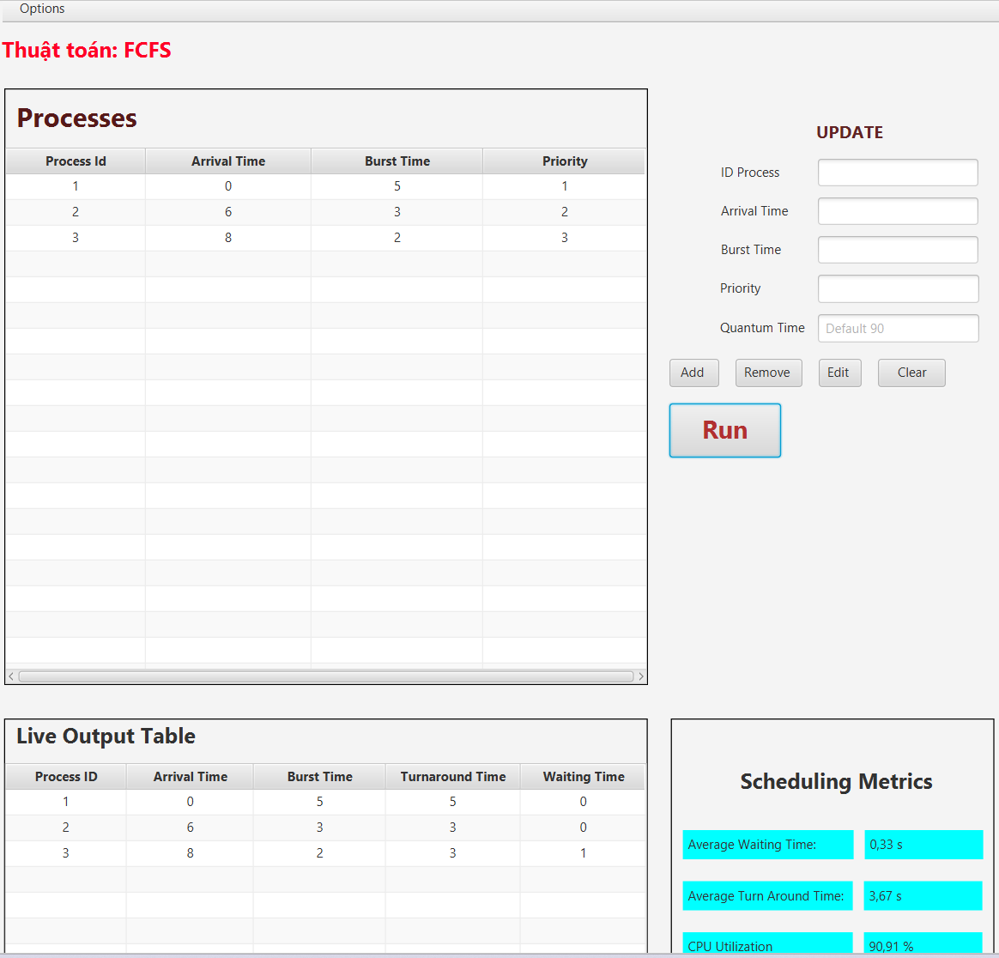 Options
Thuật toán: FCFS
Processes
Process Id Arrival Time Burst Time Priority
1 0 5 1
2 6 3 2
3 8 2 3
UPDATE
ID Process
Arrival Time
Burst Time
Priority
Quantum Time Default 90
Add Remove Edit Clear
Run
Live Output Table
Process ID Arrival Time Burst Time Turnaround Time Waiting Time
1 0 5 5 0
2 6 3 3 0
3 8 2 3 1
Scheduling Metrics
Average Waiting Time: 0,33 s
Average Turn Around Time: 3,67 s
CPU Utilization 90,91 %